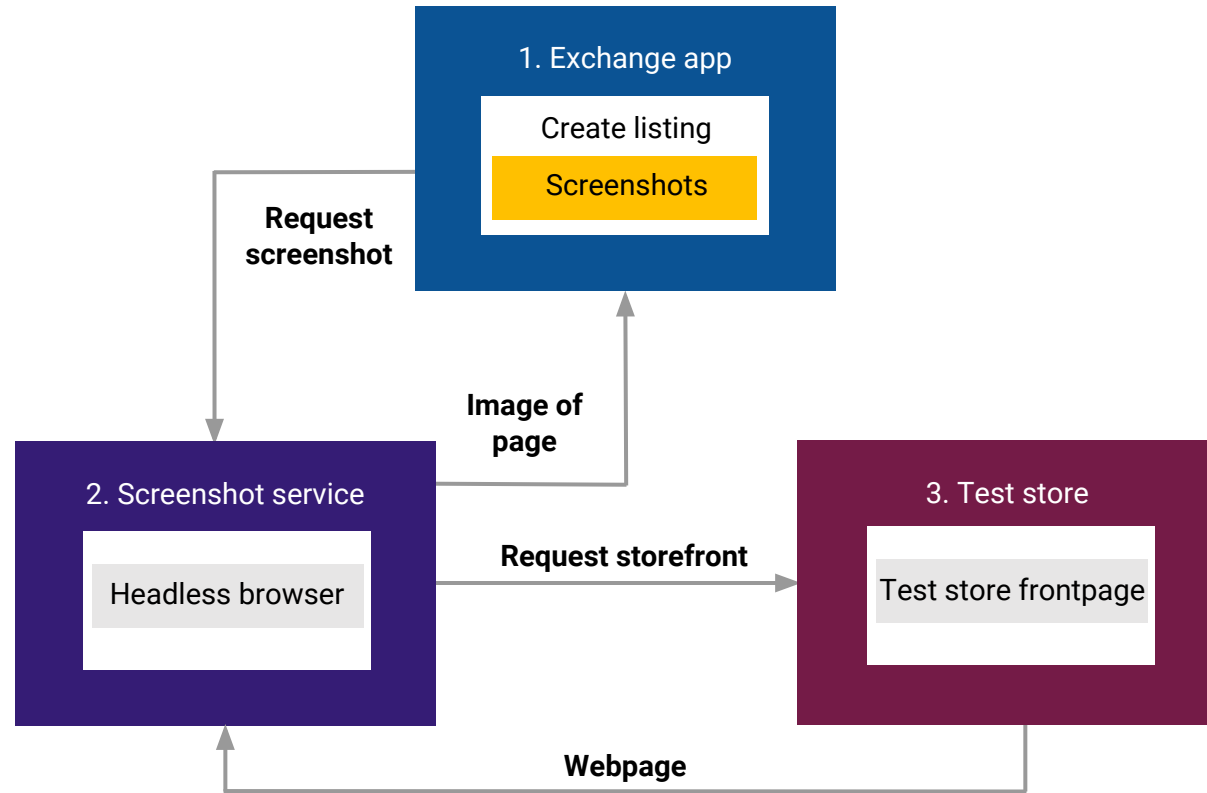 1. Exchange app
Create listing
Screenshots
Request
screenshot
Image of
page
2. Screenshot service
Headless browser
Request storefront
3. Test store
Test store frontpage
Webpage